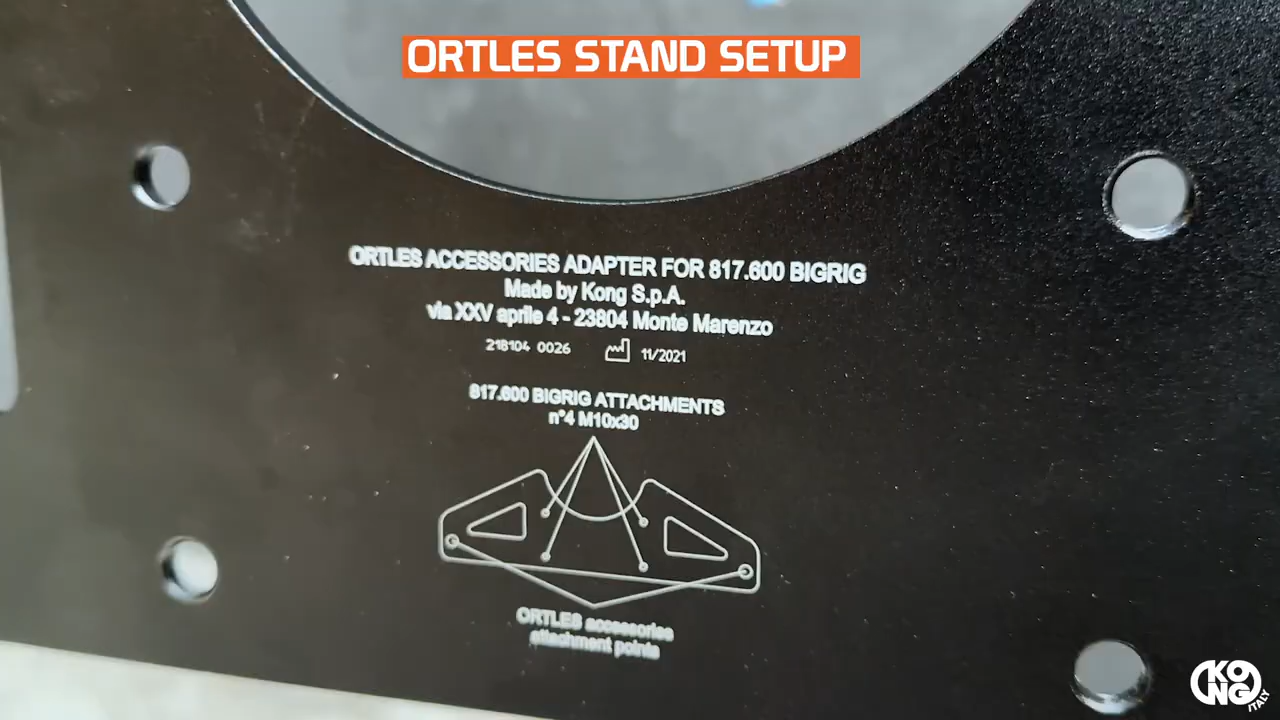 ORTLES STAND SETUP
ORTLES ACCESSORIES ADAPTER FOR 817.600 BIGRIG
Made by Kong S.p.A.
via XXV aprile 4 - 23804 Monte Marenzo
218104 0026 11/2021
817.600 BIGRIG ATTACHMENTS
n°4 M10x30
ORTLES accessories
attachment points
KONG
ITALY